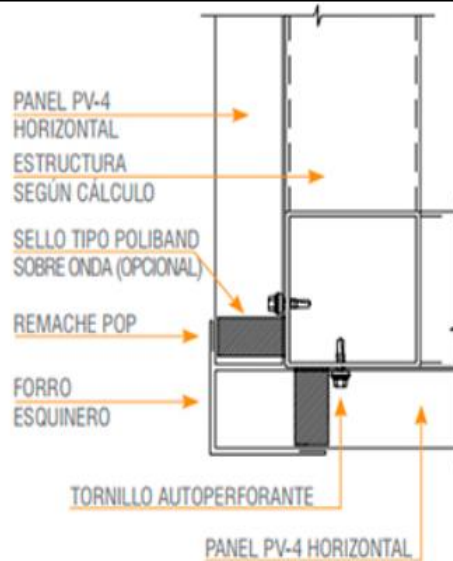 PANEL PV-4
HORIZONTAL
ESTRUCTURA
SEGÚN CÁLCULO
SELLO TIPO POLIBAND
SOBRE ONDA (OPCIONAL)
REMACHE POP
FORRO
ESQUINERO
TORNILLO AUTOPERFORANTE
PANEL PV-4 HORIZONTAL